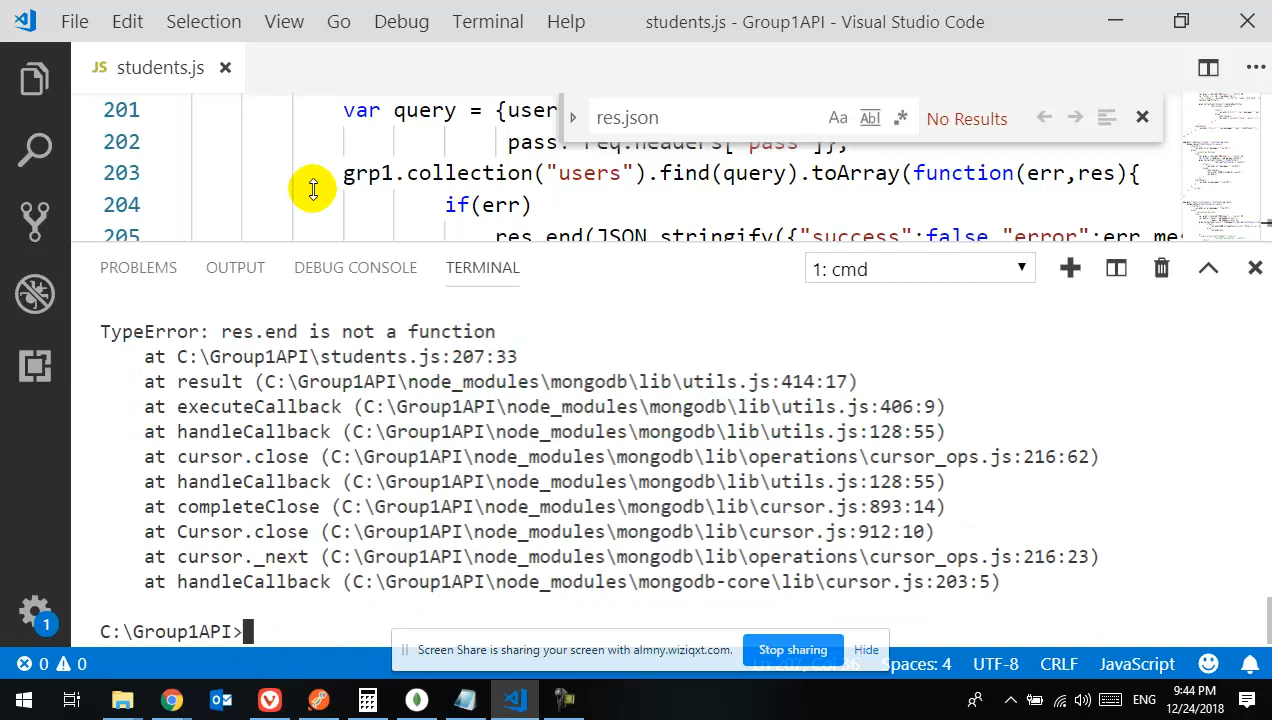 File Edit Selection View Go Debug Terminal Help students.js - Group1API - Visual Studio Code
JS students.js
res.json Aa Abl .* No Results
201 var query = {user
202 pass: req.headers["pass"]};
203 grp1.collection("users").find(query).toArray(function(err,res){
204 if(err)
205 res.end(JSON.stringify({"success":false,"error":err.me
PROBLEMS OUTPUT DEBUG CONSOLE TERMINAL 1: cmd
TypeError: res.end is not a function
at C:\Group1API\students.js:207:33
at result (C:\Group1API\node_modules\mongodb\lib\utils.js:414:17)
at executeCallback (C:\Group1API\node_modules\mongodb\lib\utils.js:406:9)
at handleCallback (C:\Group1API\node_modules\mongodb\lib\utils.js:128:55)
at cursor.close (C:\Group1API\node_modules\mongodb\lib\operations\cursor_ops.js:216:62)
at handleCallback (C:\Group1API\node_modules\mongodb\lib\utils.js:128:55)
at completeClose (C:\Group1API\node_modules\mongodb\lib\cursor.js:893:14)
at Cursor.close (C:\Group1API\node_modules\mongodb\lib\cursor.js:912:10)
at cursor._next (C:\Group1API\node_modules\mongodb\lib\operations\cursor_ops.js:216:23)
at handleCallback (C:\Group1API\node_modules\mongodb-core\lib\cursor.js:203:5)
C:\Group1API>
Screen Share is sharing your screen with almny.wiziqxt.com. Stop sharing Hide
1
0 0 Spaces: 4 UTF-8 CRLF JavaScript
ENG 9:44 PM
12/24/2018